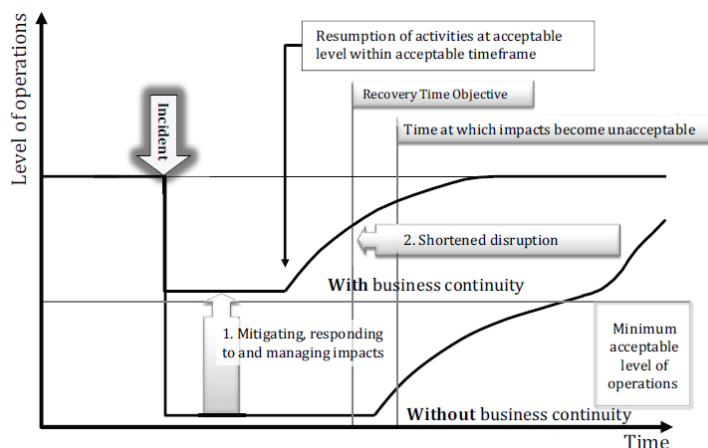 Level of operations
Incident
Resumption of activities at acceptable
level within acceptable timeframe
Recovery Time Objective
Time at which impacts become unacceptable
2. Shortened disruption
With business continuity
1. Mitigating, responding
to and managing impacts
Minimum
acceptable
level of
operations
Without business continuity
Time